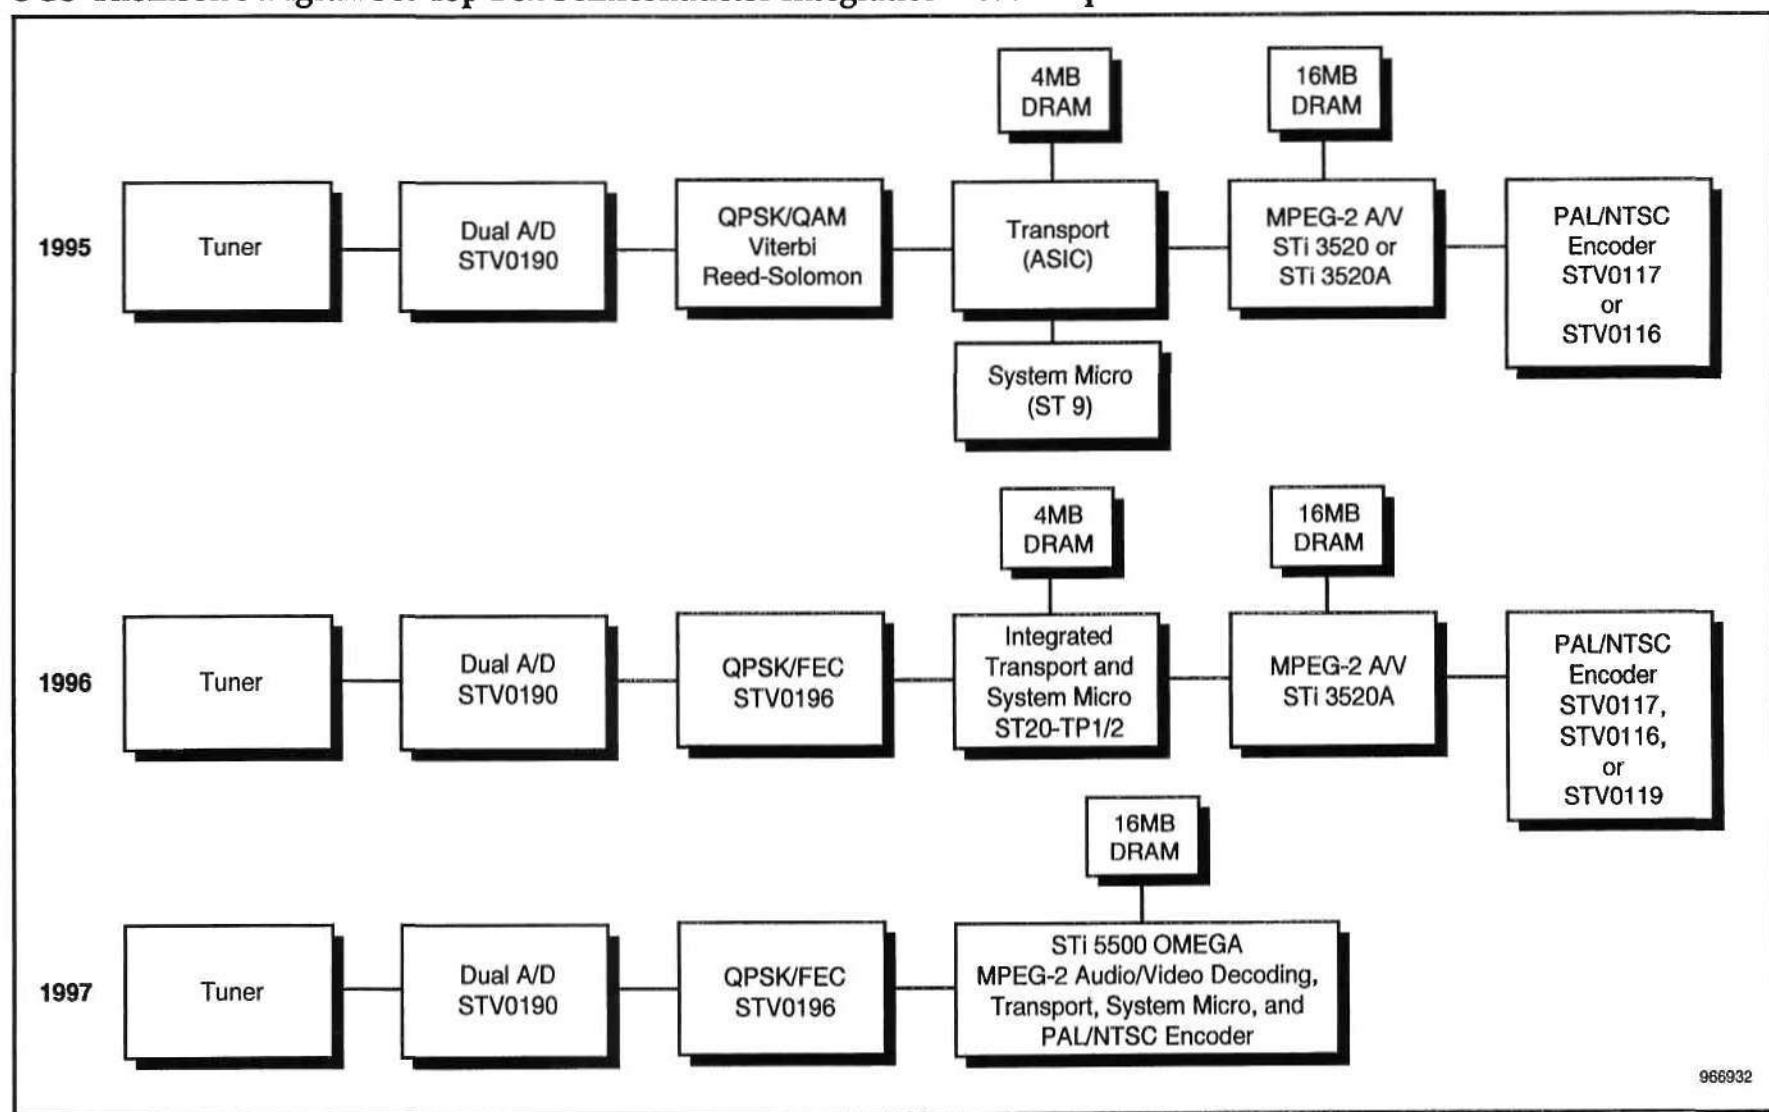 4MB
DRAM
16MB
DRAM
1995
Tuner
Dual A/D
STV0190
QPSK/QAM
Viterbi
Reed-Solomon
Transport
(ASIC)
MPEG-2 A/V
STi 3520 or
STi 3520A
PAL/NTSC
Encoder
STV0117
or
STV0116
System Micro
(ST 9)
4MB
DRAM
16MB
DRAM
1996
Tuner
Dual A/D
STV0190
QPSK/FEC
STV0196
Integrated
Transport and
System Micro
ST20-TP1/2
MPEG-2 A/V
STi 3520A
PAL/NTSC
Encoder
STV0117,
STV0116,
or
STV0119
16MB
DRAM
1997
Tuner
Dual A/D
STV0190
QPSK/FEC
STV0196
STi 5500 OMEGA
MPEG-2 Audio/Video Decoding,
Transport, System Micro, and
PAL/NTSC Encoder
966932